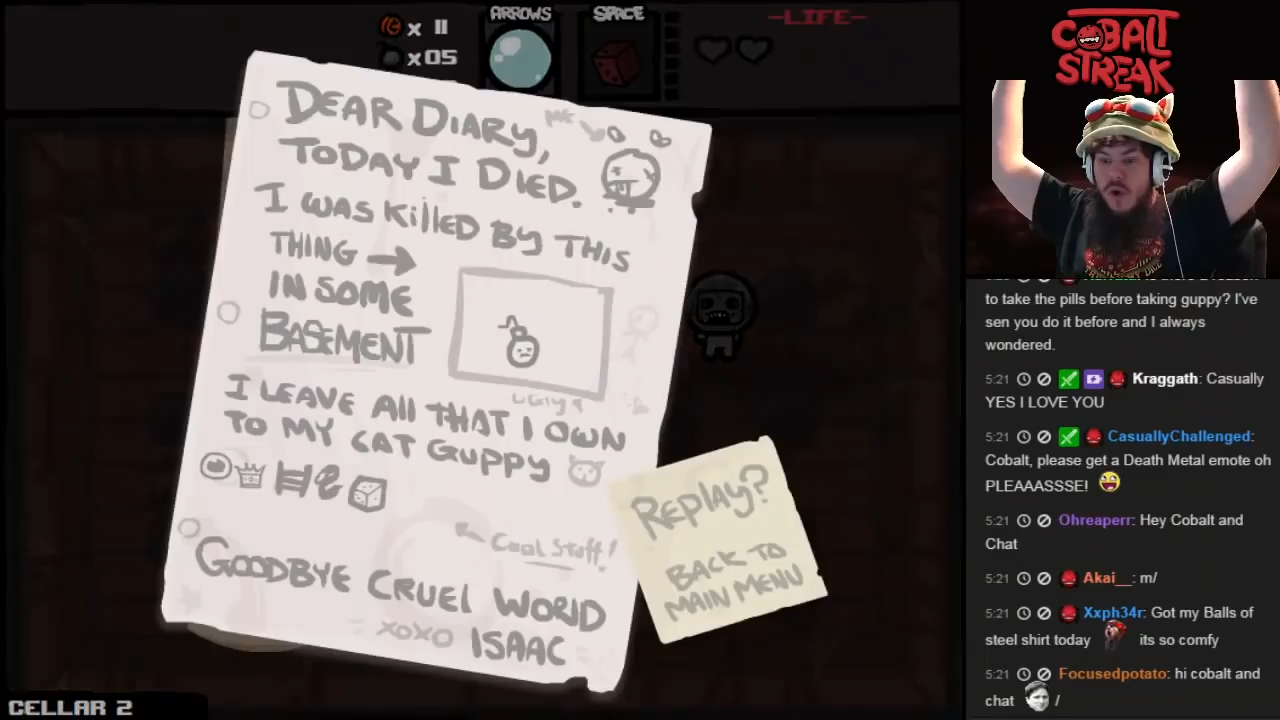 ARROWS
SPACE
-LIFE-
x 11
x05
DEAR DIARY,
TODAY I DIED.
I WAS KillED BY THIS
THING
IN SOME
BASEMENT
UGly
I LEAVE All THAT I OWN
TO MY CAT GUPPY
Cool Stuff!
GOODBYE CRUEl WORLD
XOXO ISAAC
REPLAY?
BACK TO
MAIN MENU
CELLAR 2
COBALT
STREAK
to take the pills before taking guppy? I've
sen you do it before and I always
wondered.
5:21 Kraggath: Casually
YES I LOVE YOU
5:21 CasuallyChallenged:
Cobalt, please get a Death Metal emote oh
PLEAAASSSE!
5:21 Ohreaperr: Hey Cobalt and
Chat
5:21 Akai__: m/
5:21 Xxph34r: Got my Balls of
steel shirt today its so comfy
5:21 Focusedpotato: hi cobalt and
chat /